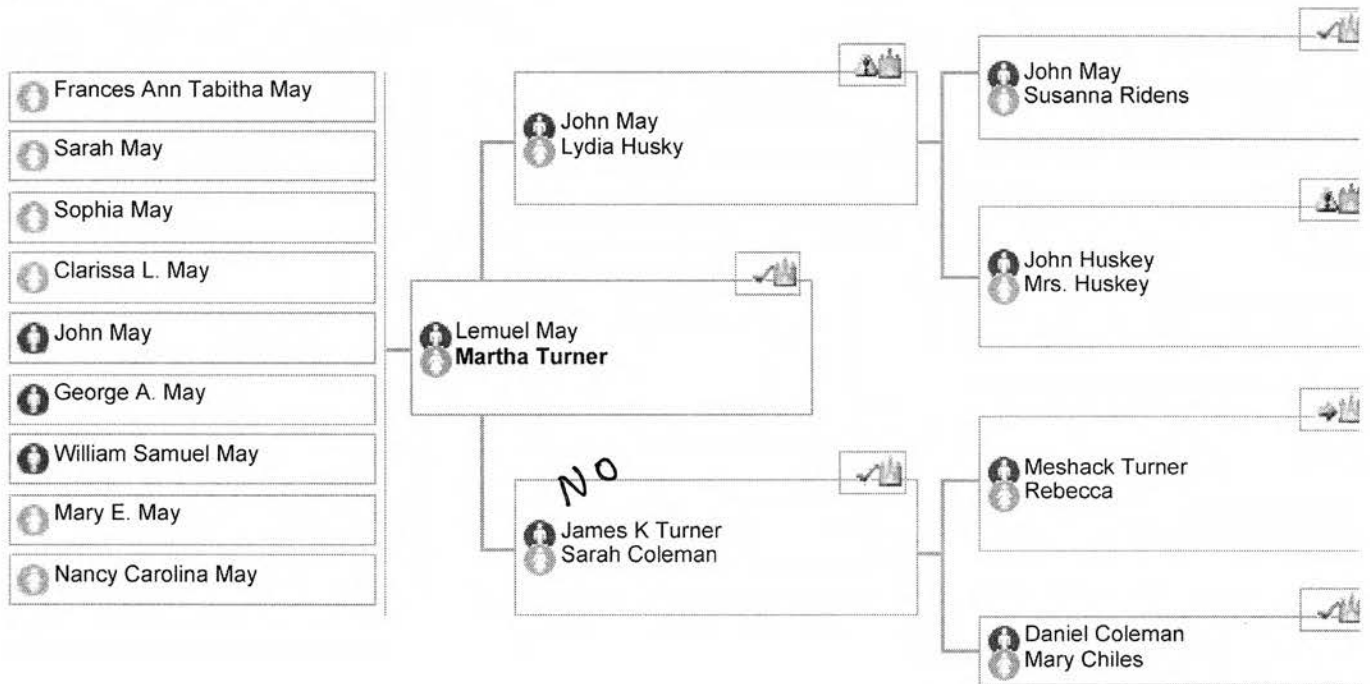 Frances Ann Tabitha May
Sarah May
Sophia May
Clarissa L. May
John May
George A. May
William Samuel May
Mary E. May
Nancy Carolina May
Lemuel May
Martha Turner
John May
Lydia Husky
NO
James K Turner
Sarah Coleman
John May
Susanna Ridens
John Huskey
Mrs. Huskey
Meshack Turner
Rebecca
Daniel Coleman
Mary Chiles